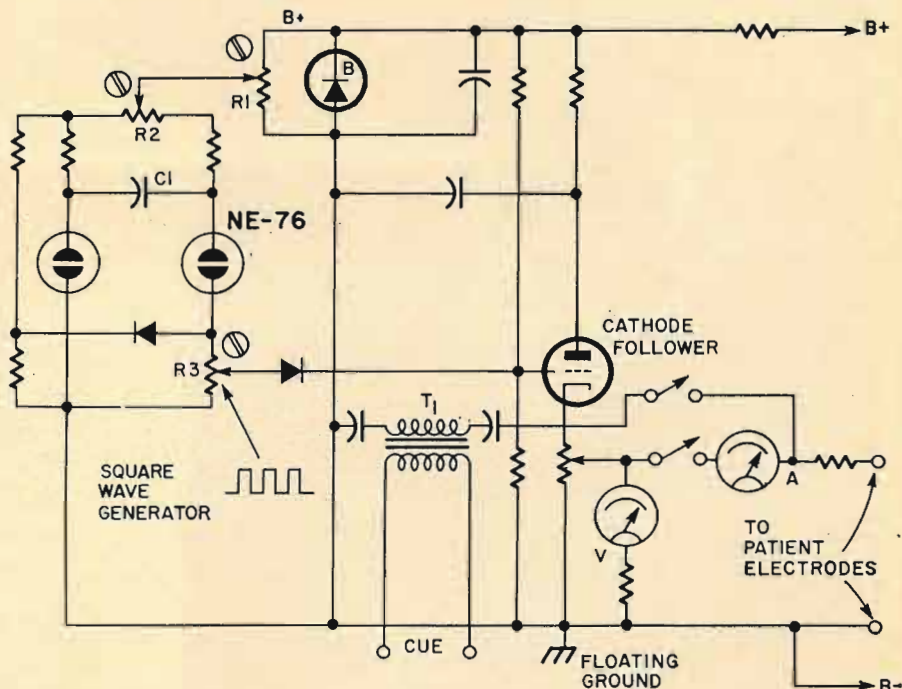 B+
B+
B
R1
R2
C1
NE-76
CATHODE
FOLLOWER
R3
T1
SQUARE
WAVE
GENERATOR
A
V
TO
PATIENT
ELECTRODES
CUE
FLOATING
GROUND
B-